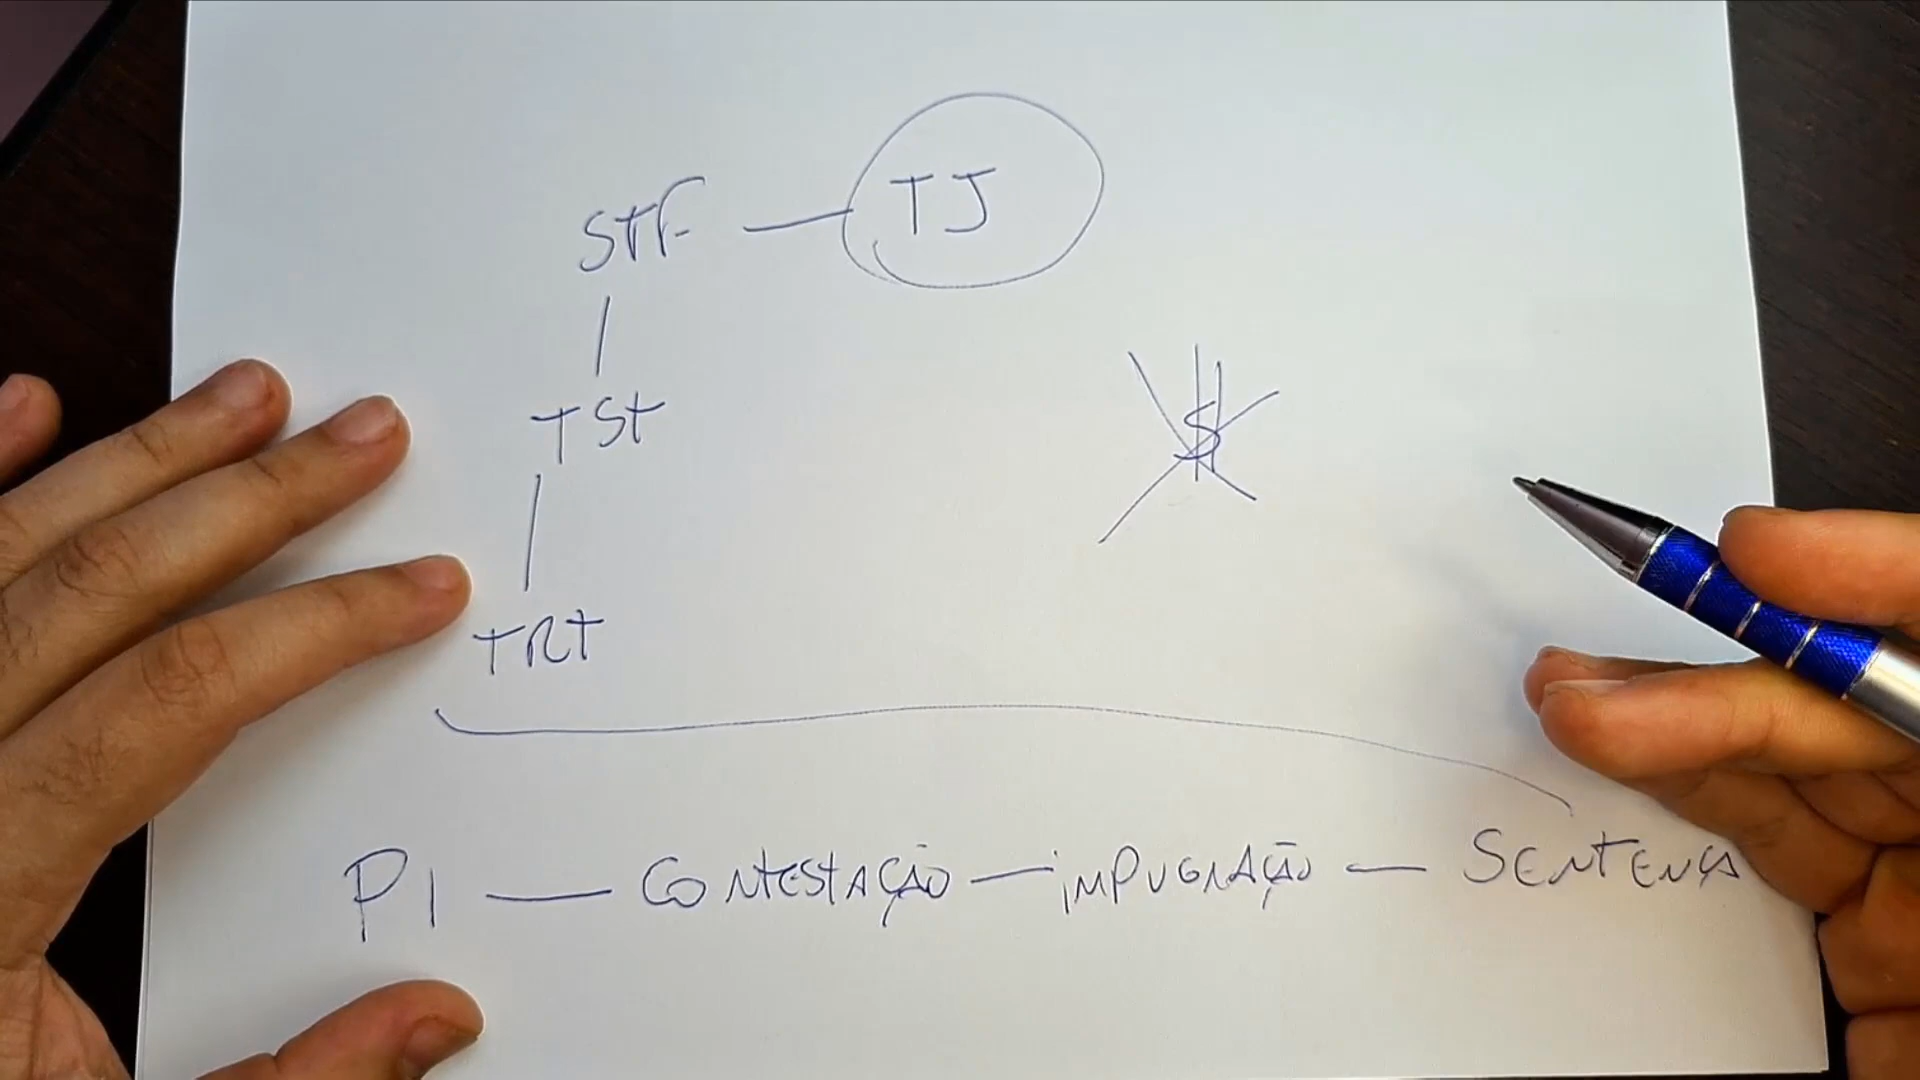 STF — TJ
TST
$
TRT
PI — CONTESTAÇÃO — IMPUGNAÇÃO — SENTENÇA